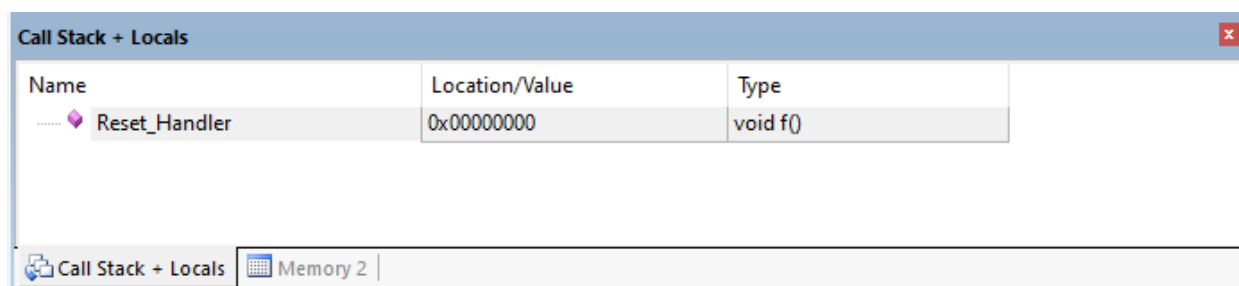 Call Stack + Locals
Name Location/Value Type
Reset_Handler 0x00000000 void f()
Call Stack + Locals Memory 2